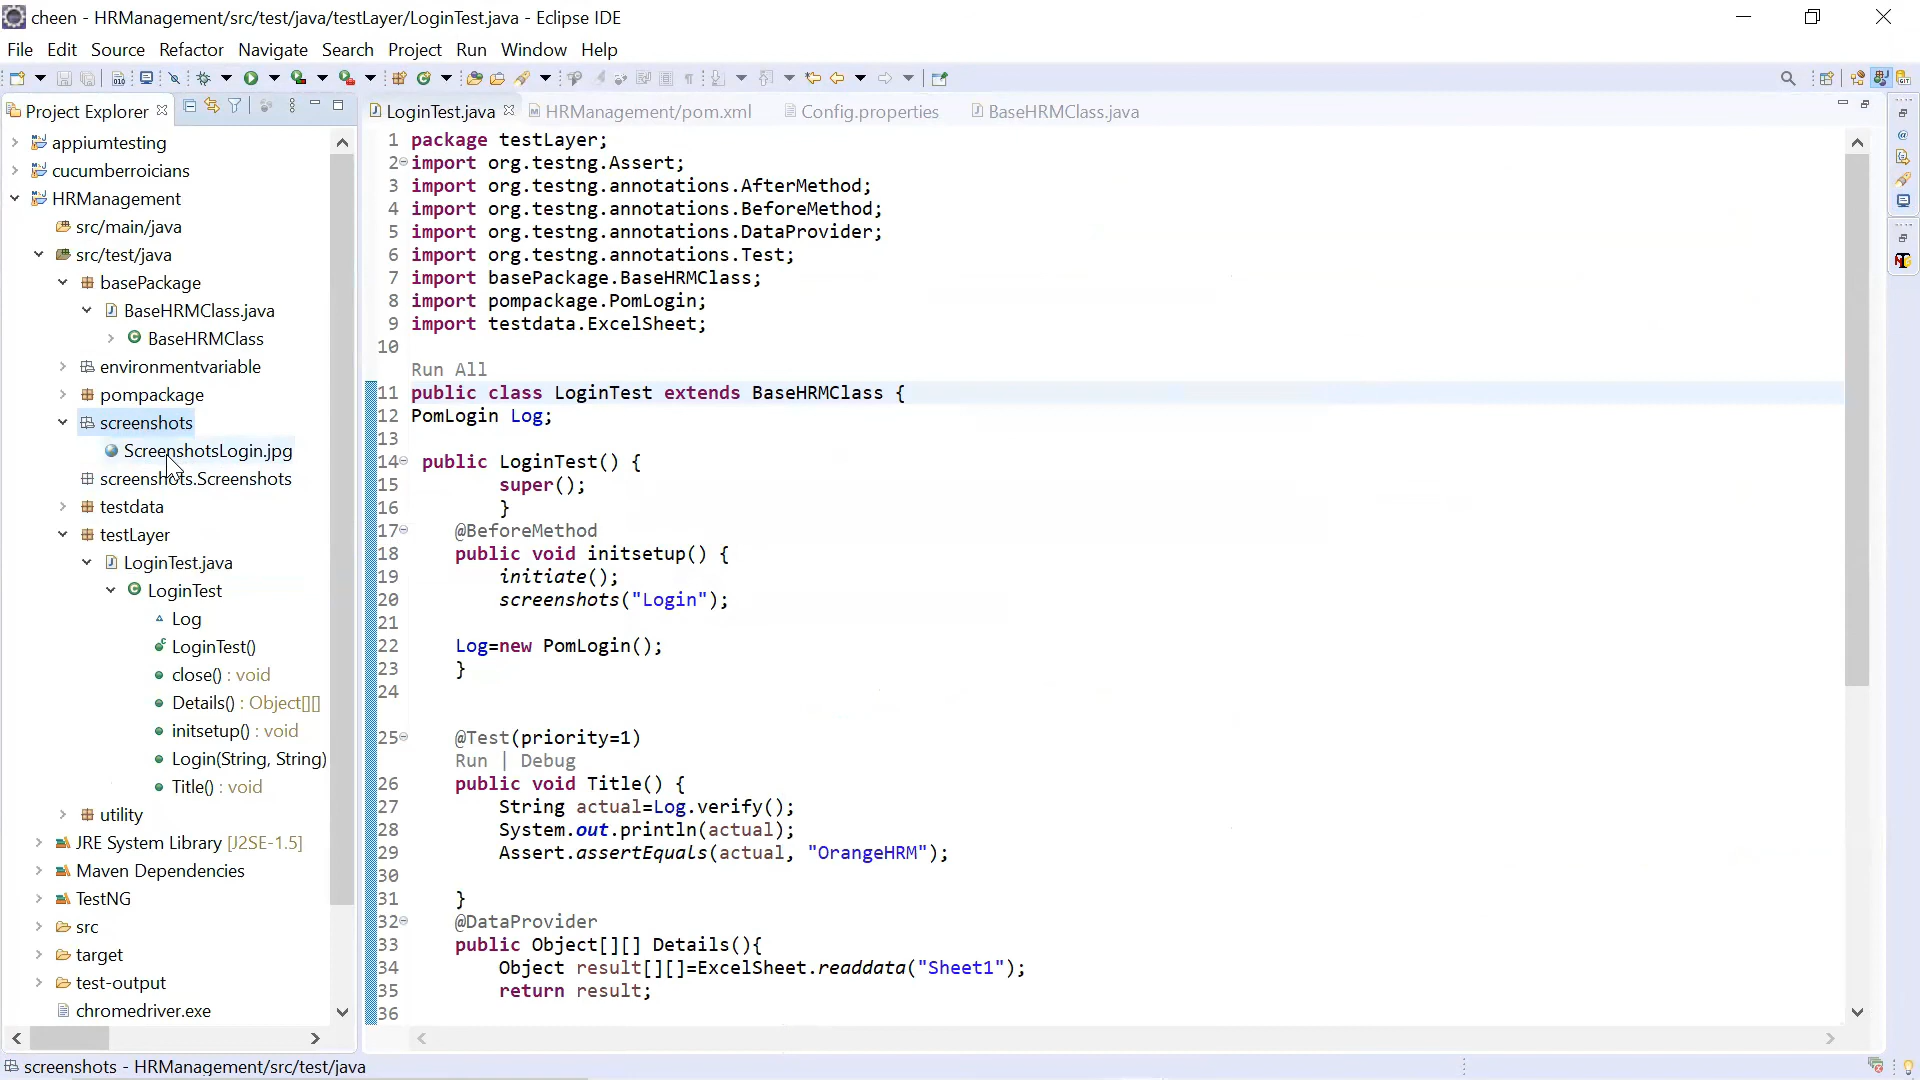 cheen - HRManagement/src/test/java/testLayer/LoginTest.java - Eclipse IDE
File Edit Source Refactor Navigate Search Project Run Window Help
Project Explorer
LoginTest.java
HRManagement/pom.xml
Config.properties
BaseHRMClass.java
appiumtesting
cucumberroicians
HRManagement
src/main/java
src/test/java
basePackage
BaseHRMClass.java
BaseHRMClass
environmentvariable
pompackage
screenshots
ScreenshotsLogin.jpg
screenshots.Screenshots
testdata
testLayer
LoginTest.java
LoginTest
Log
LoginTest()
close() : void
Details() : Object[][]
initsetup() : void
Login(String, String)
Title() : void
utility
JRE System Library [J2SE-1.5]
Maven Dependencies
TestNG
src
target
test-output
chromedriver.exe
1 package testLayer;
2 import org.testng.Assert;
3 import org.testng.annotations.AfterMethod;
4 import org.testng.annotations.BeforeMethod;
5 import org.testng.annotations.DataProvider;
6 import org.testng.annotations.Test;
7 import basePackage.BaseHRMClass;
8 import pompackage.PomLogin;
9 import testdata.ExcelSheet;
10
Run All
11 public class LoginTest extends BaseHRMClass {
12 PomLogin Log;
13
14 public LoginTest() {
15 super();
16 }
17 @BeforeMethod
18 public void initsetup() {
19 initiate();
20 screenshots("Login");
21
22 Log=new PomLogin();
23 }
24
25 @Test(priority=1)
Run | Debug
26 public void Title() {
27 String actual=Log.verify();
28 System.out.println(actual);
29 Assert.assertEquals(actual, "OrangeHRM");
30
31 }
32 @DataProvider
33 public Object[][] Details(){
34 Object result[][]=ExcelSheet.readdata("Sheet1");
35 return result;
36
screenshots - HRManagement/src/test/java